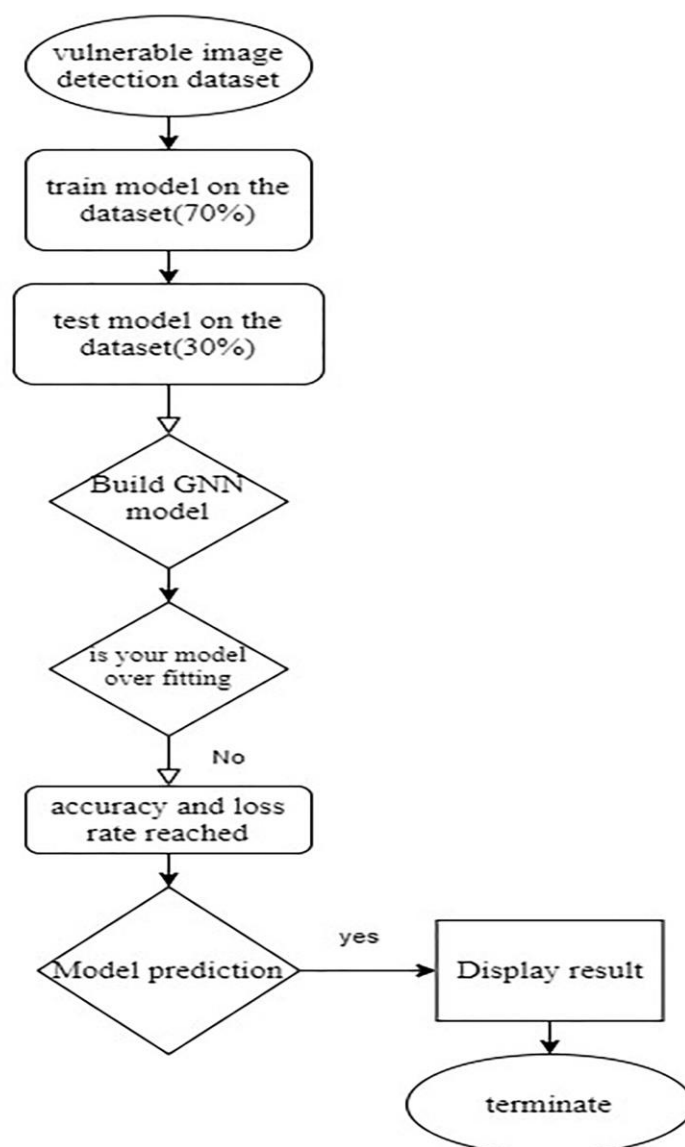 vulnerable image
detection dataset
train model on the
dataset(70%)
test model on the
dataset(30%)
Build GNN
model
is your model
over fitting
No
accuracy and loss
rate reached
Model prediction
yes
Display result
terminate